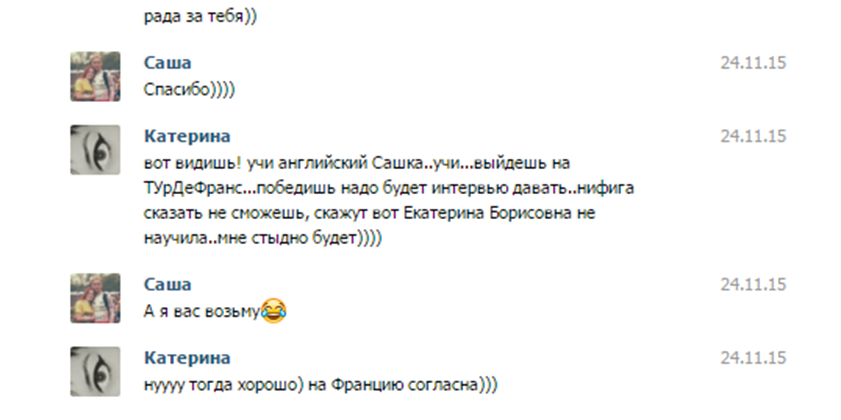 рада за тебя))
Саша 24.11.15
Спасибо))))
Катерина 24.11.15
вот видишь! учи английский Сашка..учи...выйдешь на
ТУрДеФранс...победишь надо будет интервью давать..нифига
сказать не сможешь, скажут вот Екатерина Борисовна не
научила..мне стыдно будет))))
Саша 24.11.15
А я вас возьму😂
Катерина 24.11.15
нуууу тогда хорошо) на Францию согласна)))